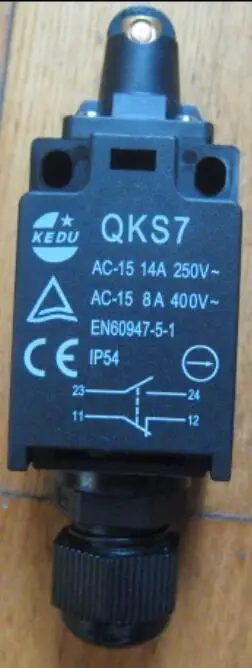 KEDU
QKS7
AC-15 14A 250V~
AC-15 8A 400V~
EN60947-5-1
CE IP54
23 24
11 12